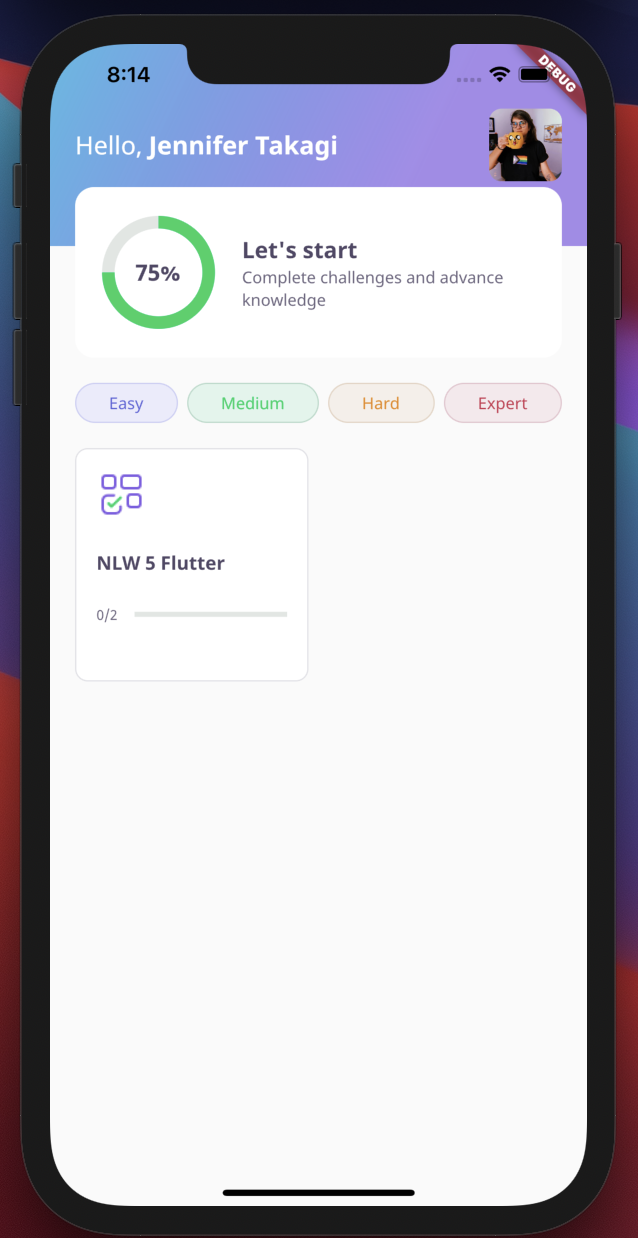 8:14
DEBUG
Hello, Jennifer Takagi
75%
Let's start
Complete challenges and advance
knowledge
Easy
Medium
Hard
Expert
NLW 5 Flutter
0/2